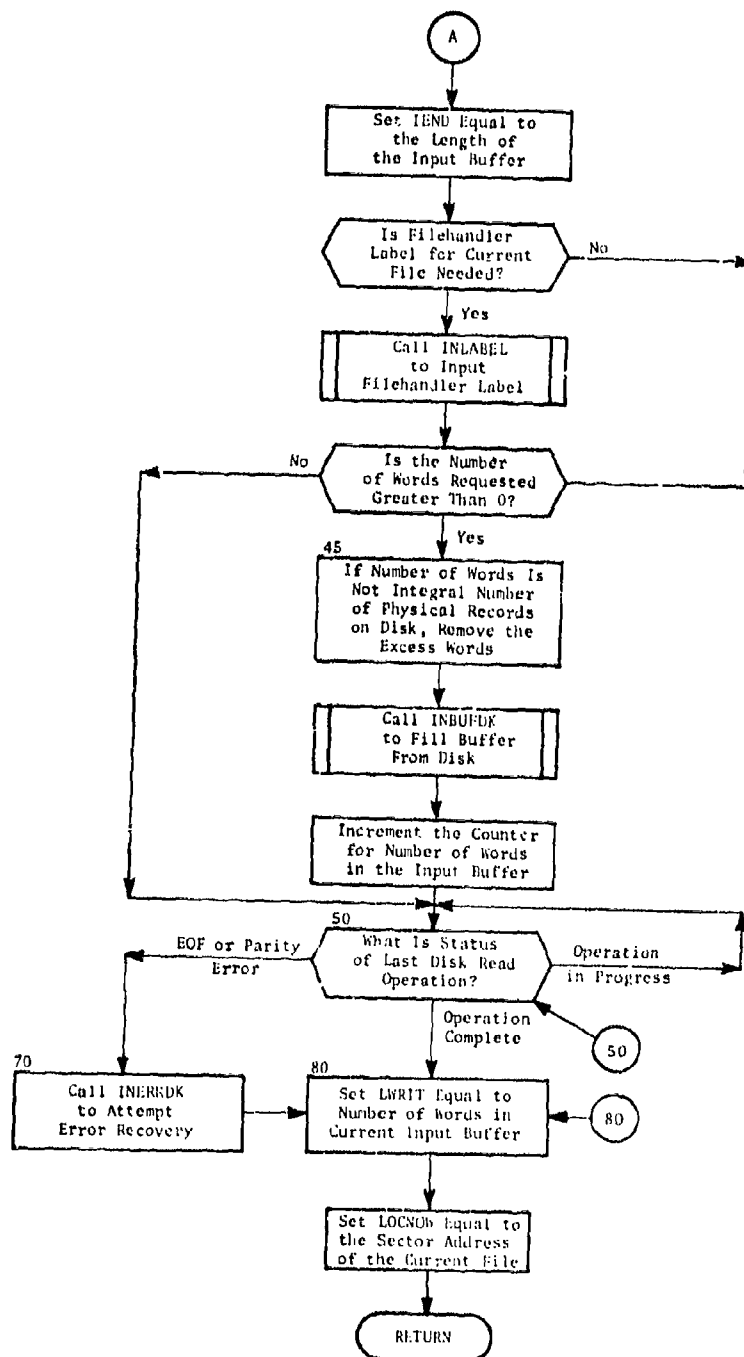 A
Set IEND Equal to
the Length of
the Input Buffer
Is Filehandler
Label for Current
File Needed?
No
Yes
Call INLABEL
to Input
Filehandler Label
No
Is the Number
of Words Requested
Greater Than 0?
Yes
45
If Number of Words Is
Not Integral Number
of Physical Records
on Disk, Remove the
Excess Words
Call INBUFDK
to Fill Buffer
From Disk
Increment the Counter
for Number of Words
in the Input Buffer
50
What Is Status
of Last Disk Read
Operation?
EOF or Parity
Error
Operation
in Progress
Operation
Complete
50
70
Call INERRDK
to Attempt
Error Recovery
80
Set LWRIT Equal to
Number of Words in
Current Input Buffer
80
Set LOCNOW Equal to
the Sector Address
of the Current File
RETURN